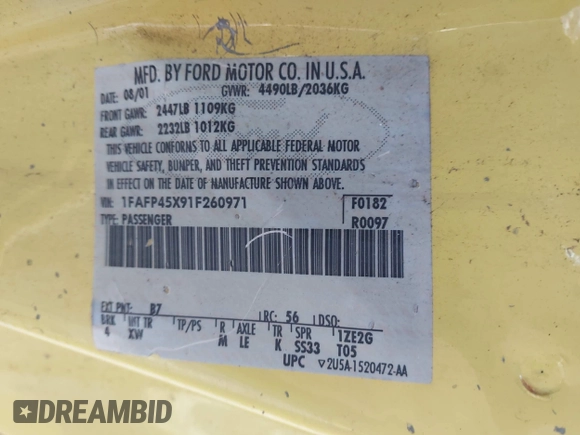 MFD. BY FORD MOTOR CO. IN U.S.A.
DATE: 08/01 GVWR: 4490LB/2036KG
FRONT GAWR: 2447LB 1109KG
REAR GAWR: 2232LB 1012KG
THIS VEHICLE CONFORMS TO ALL APPLICABLE FEDERAL MOTOR
VEHICLE SAFETY, BUMPER, AND THEFT PREVENTION STANDARDS
IN EFFECT ON THE DATE OF MANUFACTURE SHOWN ABOVE.
VIN: 1FAFP45X91F260971 F0182
TYPE: PASSENGER R0097
EXT PNT: B7 RC: 56 DSO:
BRK INT TR TP/PS R AXLE TR SPR 1ZE2G
4 XW M LE K SS33 T05
UPC ▽2U5A-1520472-AA
DREAMBID